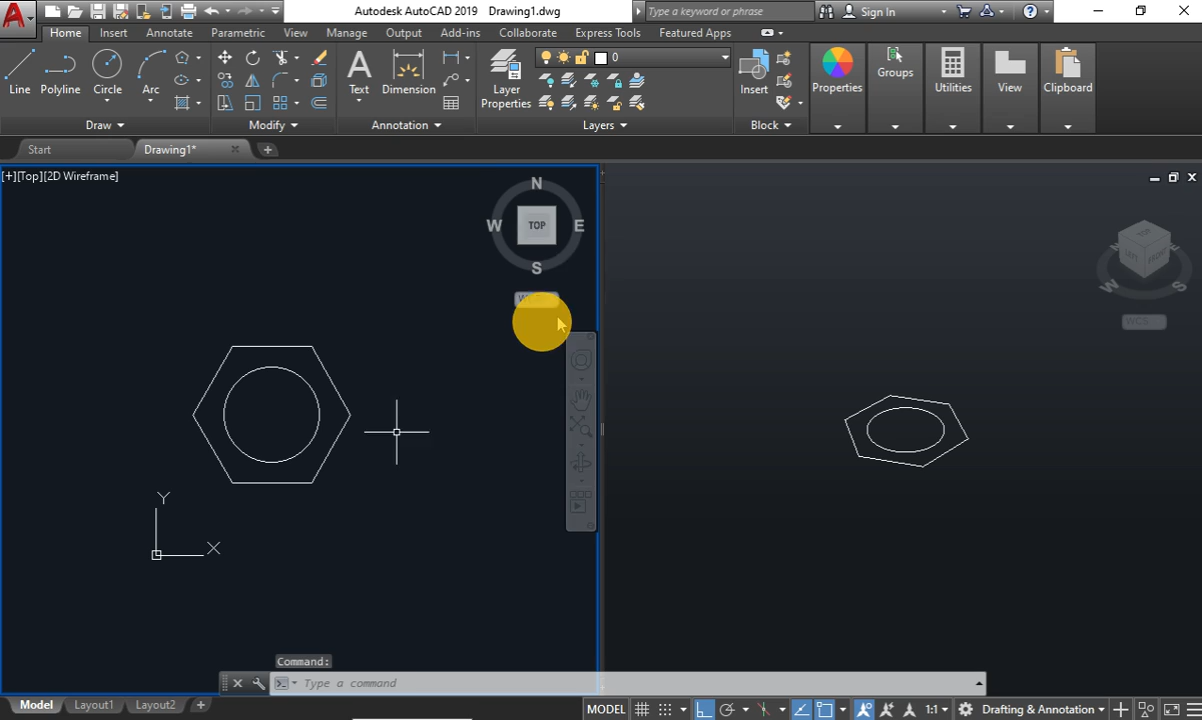 Autodesk AutoCAD 2019 Drawing1.dwg
Type a keyword or phrase
Sign In
Home Insert Annotate Parametric View Manage Output Add-ins Collaborate Express Tools Featured Apps
0
Line Polyline Circle Arc
Text Dimension
Layer
Properties
Insert
Properties Groups Utilities View Clipboard
Draw Modify Annotation Layers Block
Start Drawing1*
[+][Top][2D Wireframe]
N
W TOP E
S
TOP
W S
WCS
Y
X
Command:
Type a command
Model Layout1 Layout2
MODEL 1:1 Drafting & Annotation